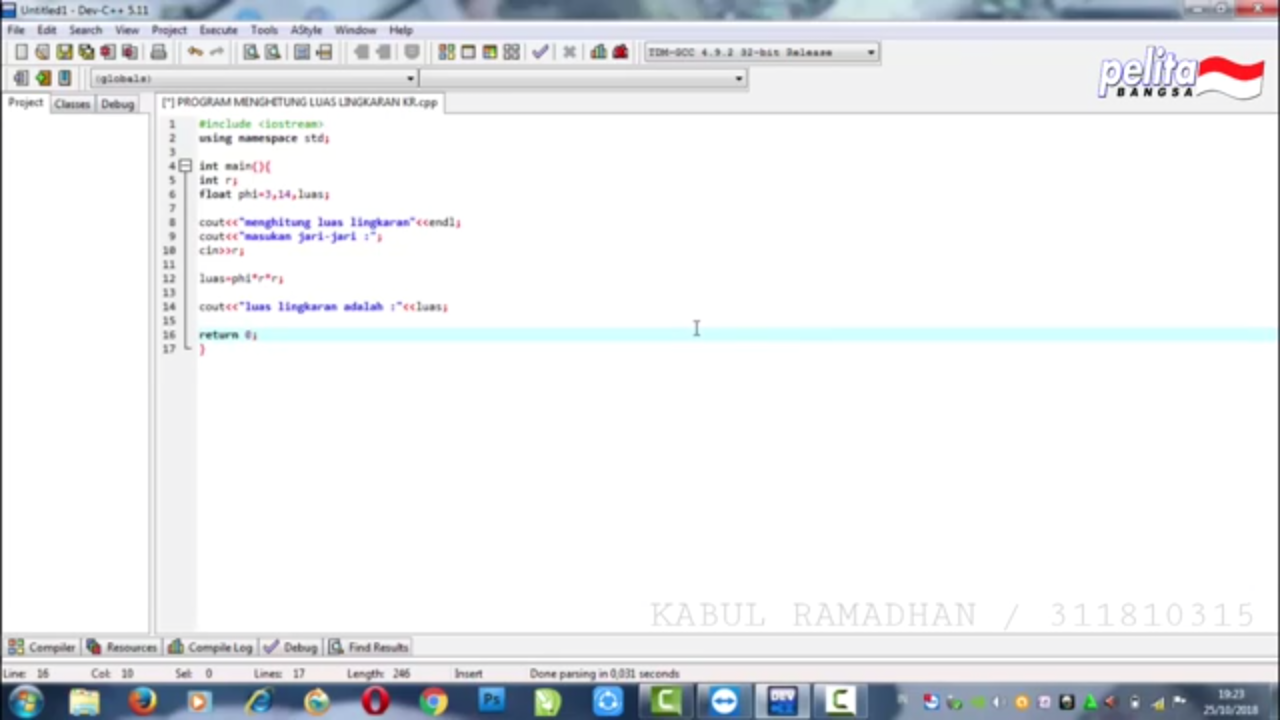 Untitled1 - Dev-C++ 5.11
File Edit Search View Project Execute Tools AStyle Window Help
TDM-GCC 4.9.2 32-bit Release
(globals)
pelita
BANGSA
Project Classes Debug
[*] PROGRAM MENGHITUNG LUAS LINGKARAN KR.cpp
1 #include <iostream>
2 using namespace std;
3
4 int main(){
5 int r;
6 float phi=3,14,luas;
7
8 cout<<"menghitung luas lingkaran"<<endl;
9 cout<<"masukan jari-jari :";
10 cin>>r;
11
12 luas=phi*r*r;
13
14 cout<<"luas lingkaran adalah :"<<luas;
15
16 return 0;
17 }
KABUL RAMADHAN / 311810315
Compiler Resources Compile Log Debug Find Results
Line: 16 Col: 10 Sel: 0 Lines: 17 Length: 246 Insert Done parsing in 0,031 seconds
Ps
DEV
19:23
25/10/2018